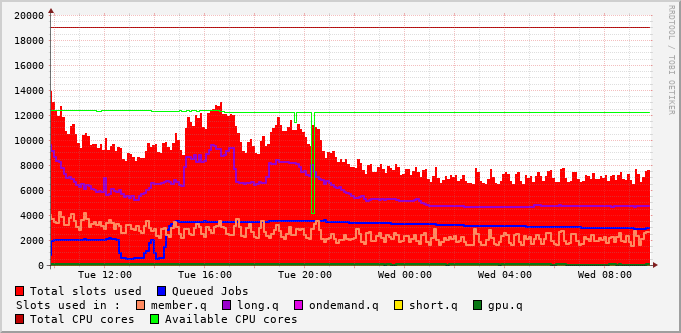 20000
18000
16000
14000
12000
10000
8000
6000
4000
2000
0
Tue 12:00 Tue 16:00 Tue 20:00 Wed 00:00 Wed 04:00 Wed 08:00
RRDTOOL / TOBI OETIKER
Total slots used Queued Jobs
Slots used in : member.q long.q ondemand.q short.q gpu.q
Total CPU cores Available CPU cores